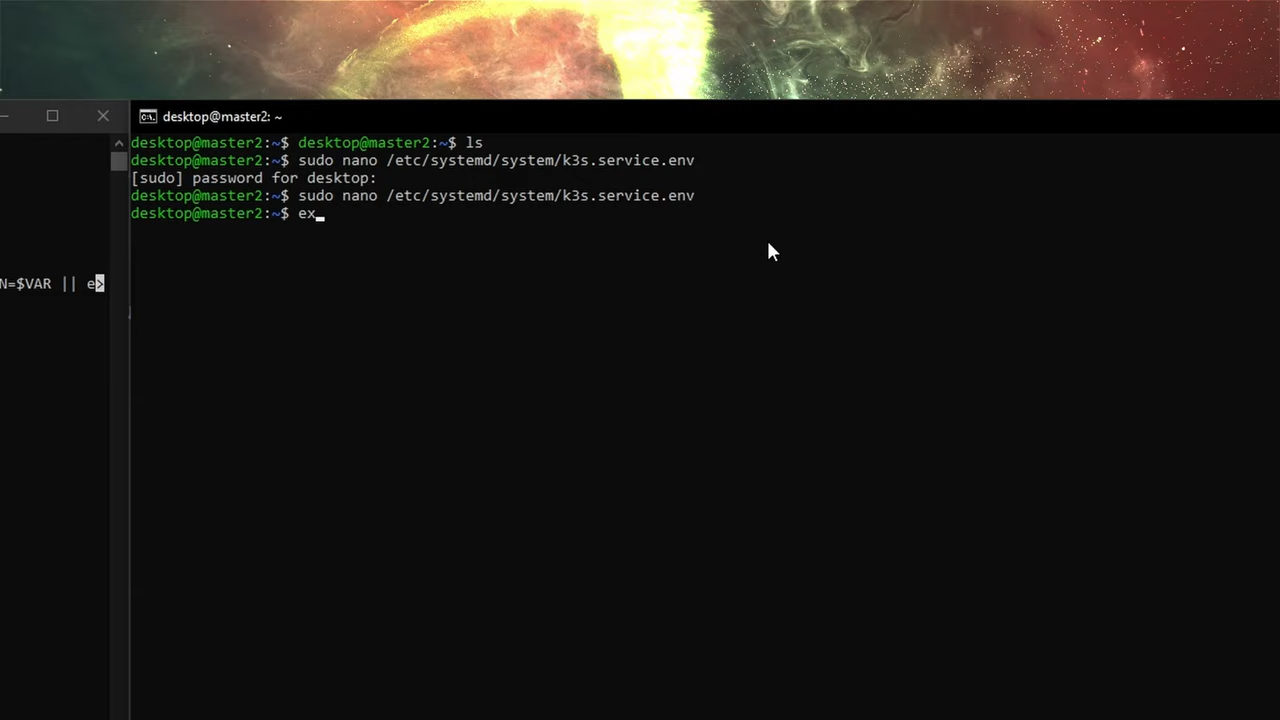 desktop@master2: ~
desktop@master2:~$ desktop@master2:~$ ls
desktop@master2:~$ sudo nano /etc/systemd/system/k3s.service.env
[sudo] password for desktop:
desktop@master2:~$ sudo nano /etc/systemd/system/k3s.service.env
desktop@master2:~$ ex_
N=$VAR || e>